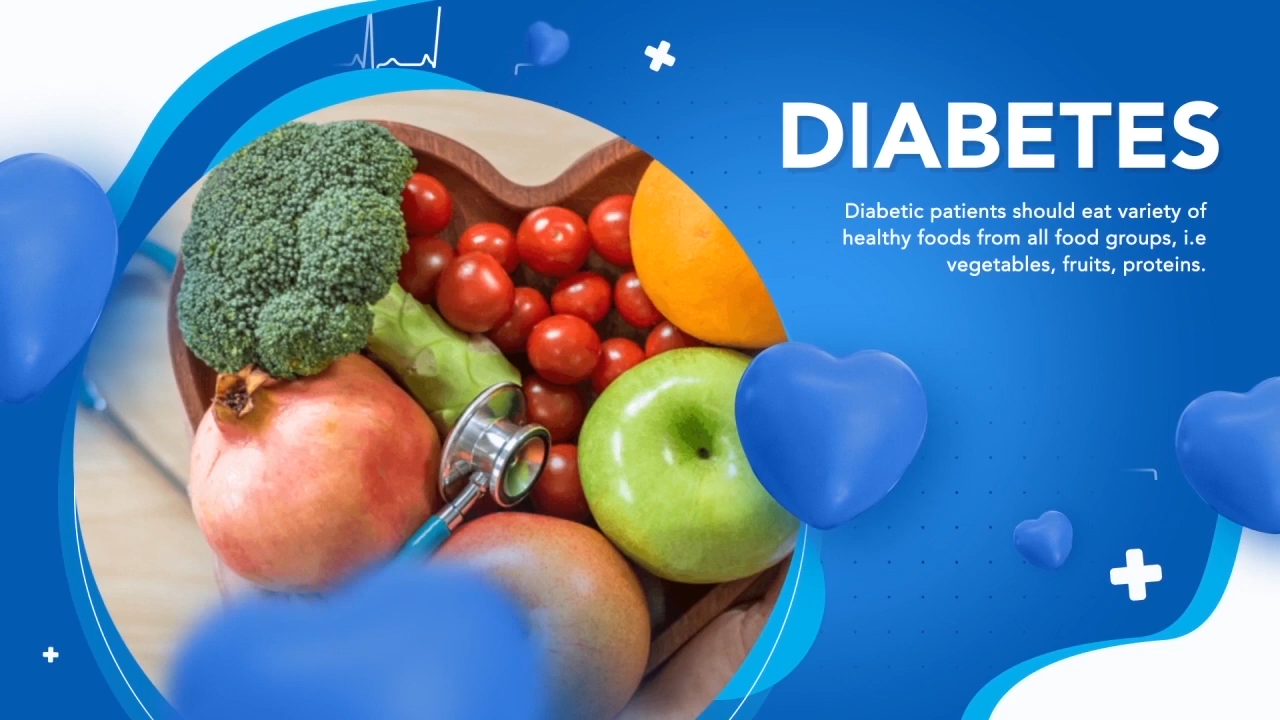 DIABETES
Diabetic patients should eat variety of
healthy foods from all food groups, i.e
vegetables, fruits, proteins.